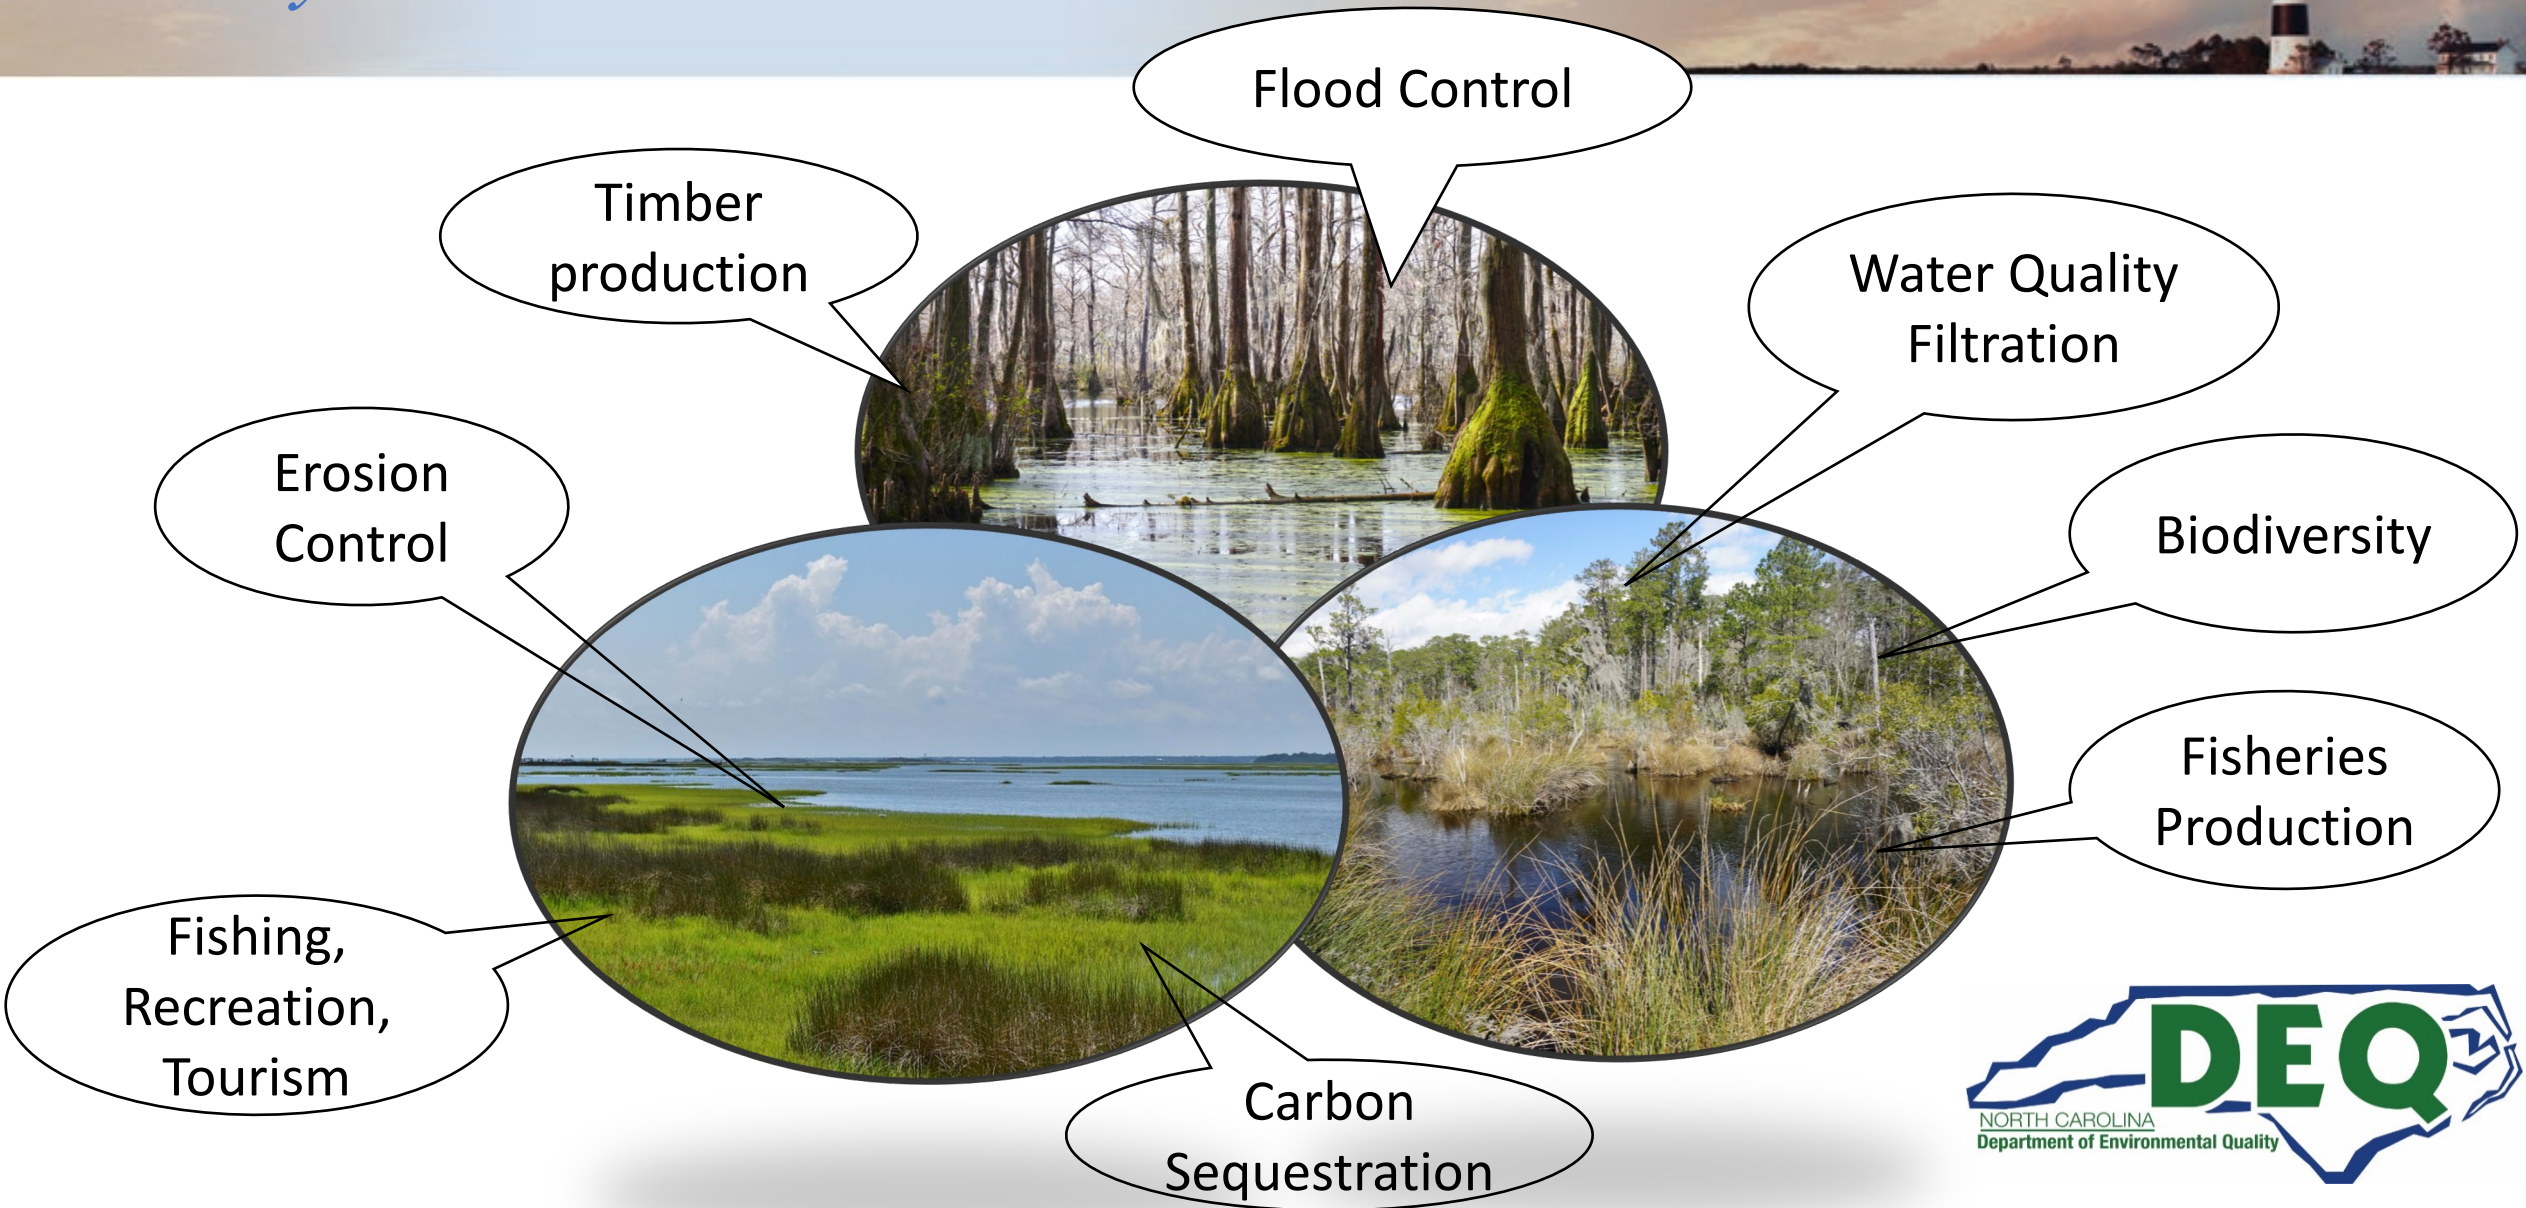 Flood Control
Timber
production
Water Quality
Filtration
Erosion
Control
Biodiversity
Fisheries
Production
Fishing,
Recreation,
Tourism
Carbon
Sequestration
DEQ
NORTH CAROLINA
Department of Environmental Quality